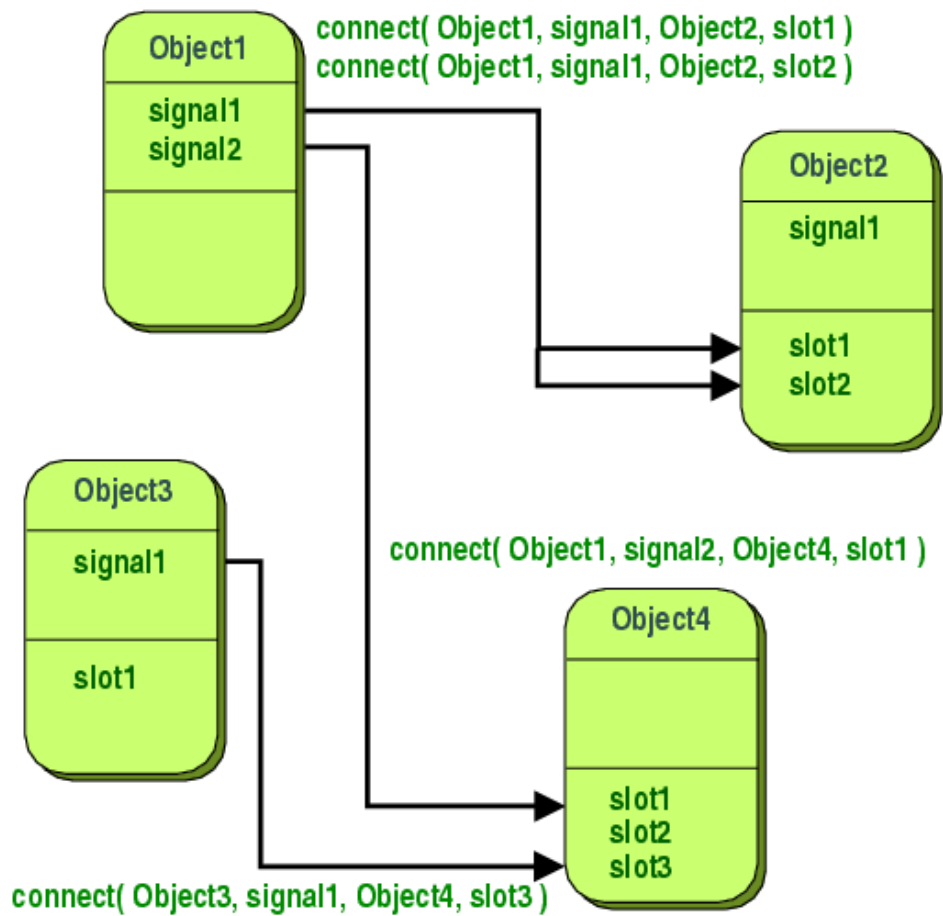 Object1
signal1
signal2
connect( Object1, signal1, Object2, slot1 )
connect( Object1, signal1, Object2, slot2 )
Object2
signal1
slot1
slot2
Object3
signal1
slot1
connect( Object1, signal2, Object4, slot1 )
Object4
slot1
slot2
slot3
connect( Object3, signal1, Object4, slot3 )